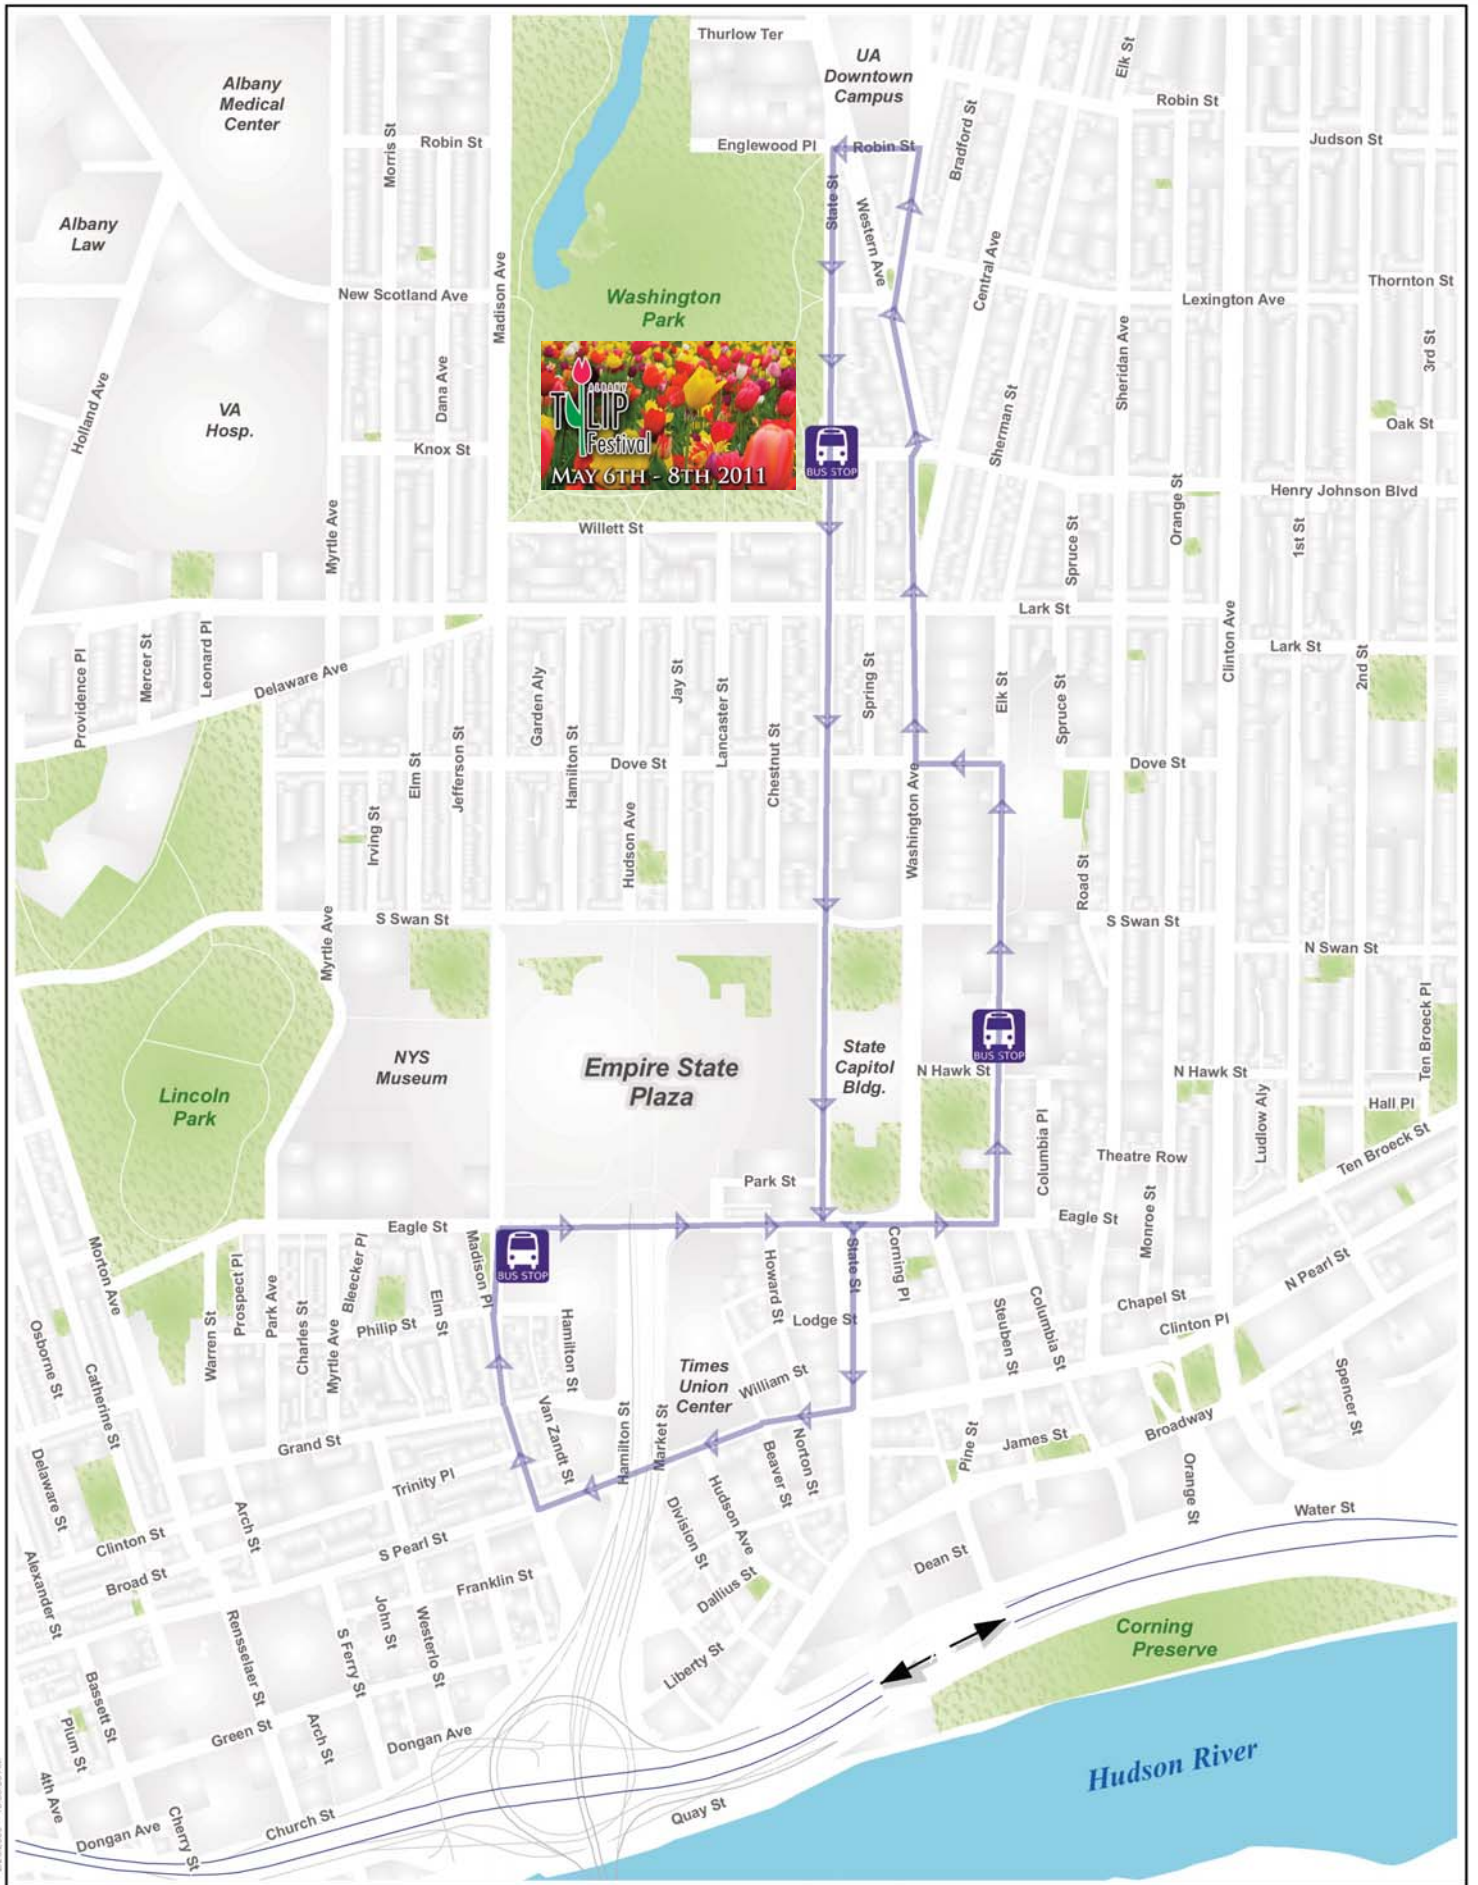 Thurlow Ter
UA
Downtown
Campus
Elk St
Albany
Medical
Center
Robin St
Morris St
Robin St
Englewood Pl
Robin St
Bradford St
Judson St
Albany
Law
State St
Western Ave
Central Ave
Madison Ave
New Scotland Ave
Washington
Park
Lexington Ave
Thornton St
Holland Ave
VA
Hosp.
Dana Ave
Knox St
ALBANY
TULIP
Festival
MAY 6TH - 8TH 2011
BUS STOP
Sherman St
Sheridan Ave
3rd St
Oak St
Henry Johnson Blvd
Orange St
1st St
Myrtle Ave
Willett St
Spruce St
Lark St
Clinton Ave
Lark St
2nd St
Providence Pl
Mercer St
Leonard Pl
Delaware Ave
Garden Aly
Jay St
Lancaster St
Spring St
Elk St
Spruce St
Elm St
Jefferson St
Hamilton St
Dove St
Chestnut St
Dove St
Irving St
Hudson Ave
Washington Ave
Road St
Myrtle Ave
S Swan St
S Swan St
N Swan St
NYS
Museum
Empire State
Plaza
State
Capitol
Bldg.
BUS STOP
N Hawk St
N Hawk St
Ten Broeck Pl
Lincoln
Park
Columbia Pl
Ludlow Aly
Hall Pl
Theatre Row
Ten Broeck St
Park St
Eagle St
Eagle St
Monroe St
Morton Ave
Madison Pl
BUS STOP
Howard St
State St
Corning Pl
N Pearl St
Warren St
Prospect Pl
Park Ave
Charles St
Bleecker Pl
Myrtle Ave
Philip St
Elm St
Hamilton St
Lodge St
Steuben St
Columbia St
Chapel St
Clinton Pl
Osborne St
Catherine St
Times
Union
Center
William St
Spencer St
Delaware St
Grand St
Van Zandt St
Hamilton St
Market St
Beaver St
Norton St
Pine St
James St
Broadway
Orange St
Trinity Pl
Arch St
Clinton St
S Pearl St
Division St
Hudson Ave
Water St
Alexander St
Broad St
Franklin St
Dallius St
Dean St
Rensselaer St
S Ferry St
John St
Westerlo St
Liberty St
Corning
Preserve
Bassett St
Plum St
Green St
Arch St
Dongan Ave
Hudson River
4th Ave
Dongan Ave
Cherry St
Church St
Quay St